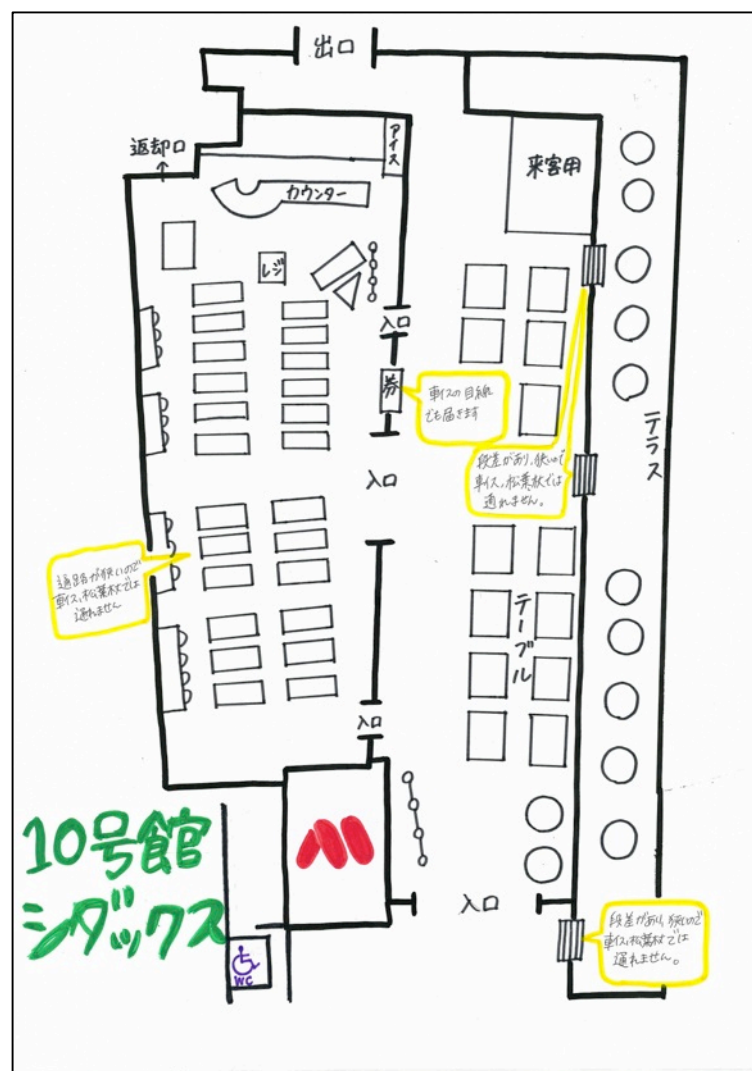 出口
返却口
アイス
カウンター
来客用
レジ
入口
券
車イスの目線
でも届きます
段差があり、狭いので
車イス、松葉杖では
通れません。
テラス
入口
通路が狭いので
車イス、松葉杖では
通れません
テーブル
入口
10号館
シダックス
入口
段差があり、狭いので
車イス、松葉杖では
通れません。
WC